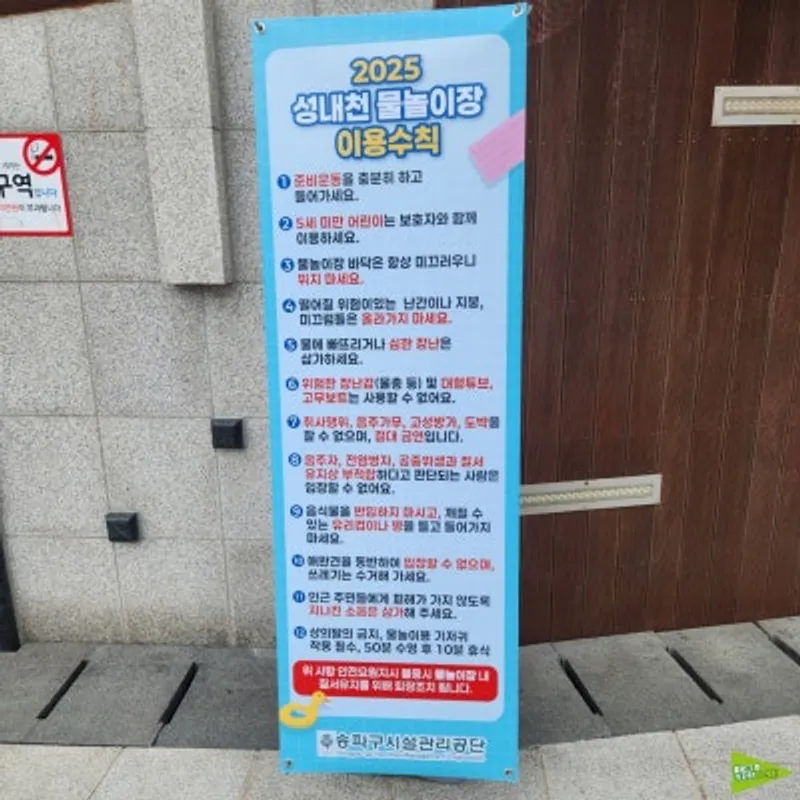 2025
성내천 물놀이장
이용수칙
1 준비운동을 충분히 하고
들어가세요.
2 5세 미만 어린이는 보호자와 함께
이용하세요.
3 물놀이장 바닥은 항상 미끄러우니
뛰지 마세요.
4 떨어질 위험이있는 난간이나 지붕,
미끄럼틀은 올라가지 마세요.
5 물에 빠뜨리거나 심한 장난은
삼가하세요.
6 위험한 장난감(물총 등) 및 대형튜브,
고무보트는 사용할 수 없어요.
7 취사행위, 음주가무, 고성방가, 도박을
할 수 없으며, 절대 금연입니다.
8 음주자, 전염병자, 공중위생과 질서
유지상 부적합하다고 판단되는 사람은
입장할 수 없어요.
9 음식물을 반입하지 마시고, 깨질 수
있는 유리컵이나 병을 들고 들어가지
마세요.
10 애완견을 동반하여 입장할 수 없으며,
쓰레기는 수거해 가세요.
11 인근 주민들에게 피해가 가지 않도록
지나친 소음은 삼가해 주세요.
12 상의탈의 금지, 물놀이용 기저귀
착용 필수, 50분 수영 후 10분 휴식
위 사항 안전요원지시 불응시 물놀이장 내
질서유지를 위해 퇴장조치 됩니다.
송파구시설관리공단
구역입니다